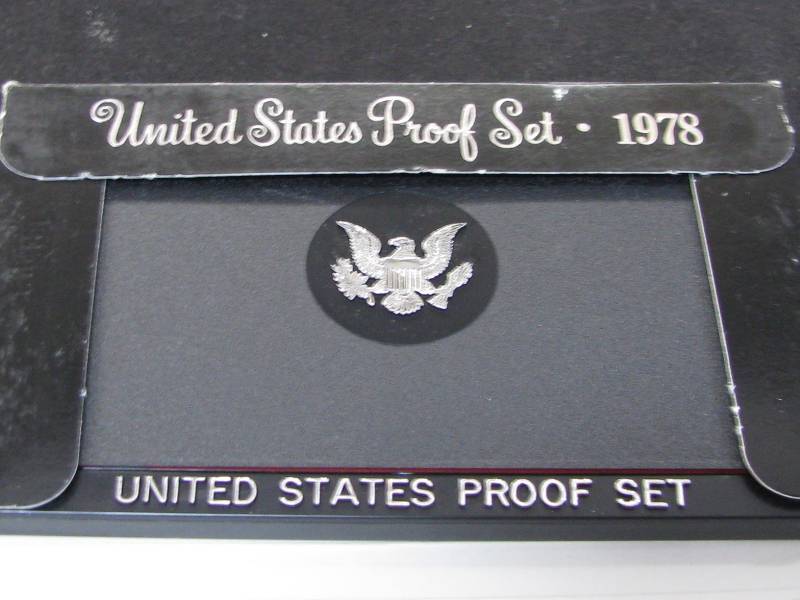 United States Proof Set • 1978
UNITED STATES PROOF SET